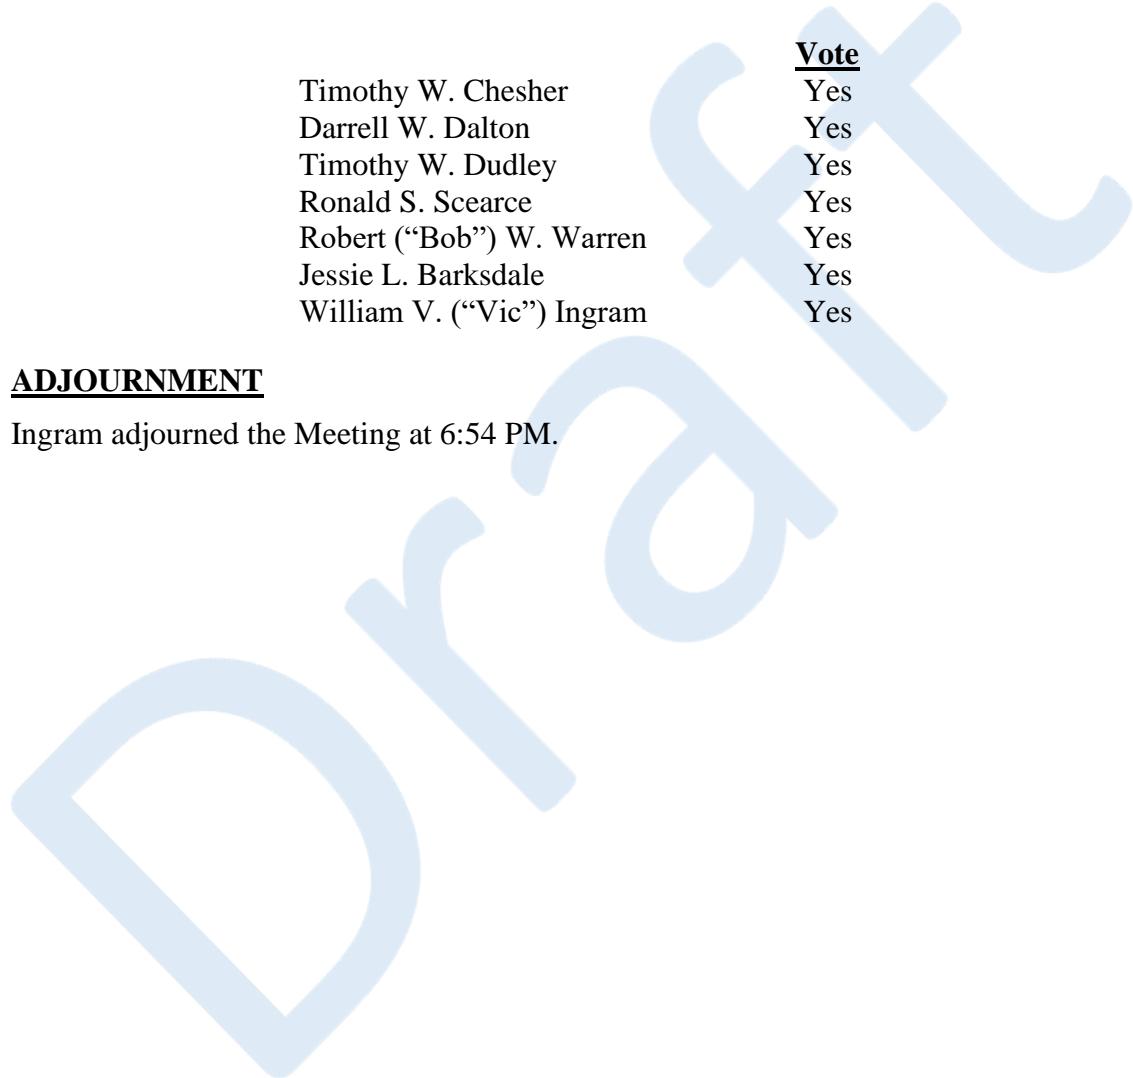 Vote
Timothy W. Chesher Yes
Darrell W. Dalton Yes
Timothy W. Dudley Yes
Ronald S. Scearce Yes
Robert (“Bob”) W. Warren Yes
Jessie L. Barksdale Yes
William V. (“Vic”) Ingram Yes
ADJOURNMENT
Ingram adjourned the Meeting at 6:54 PM.
Draft